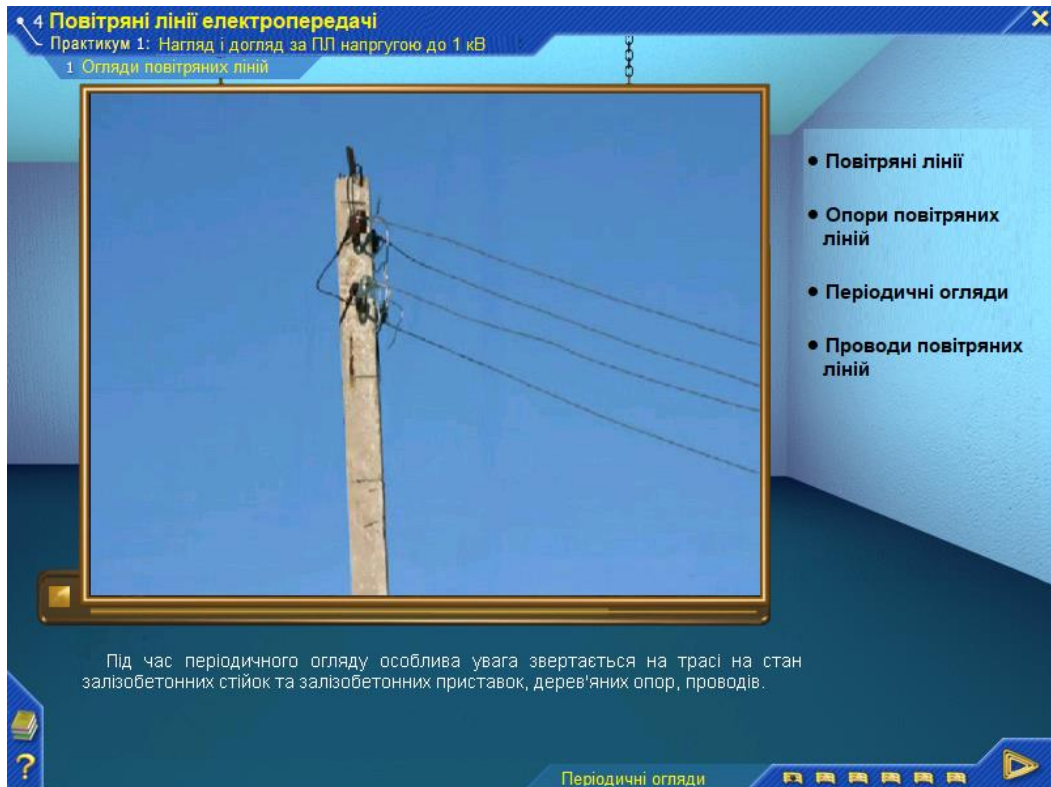 4 Повітряні лінії електропередачі
Практикум 1: Нагляд і догляд за ПЛ напргугою до 1 кВ
1 Огляди повітряних ліній
• Повітряні лінії
• Опори повітряних
ліній
• Періодичні огляди
• Проводи повітряних
ліній
Під час періодичного огляду особлива увага звертається на трасі на стан
залізобетонних стійок та залізобетонних приставок, дерев'яних опор, проводів.
?
Періодичні огляди